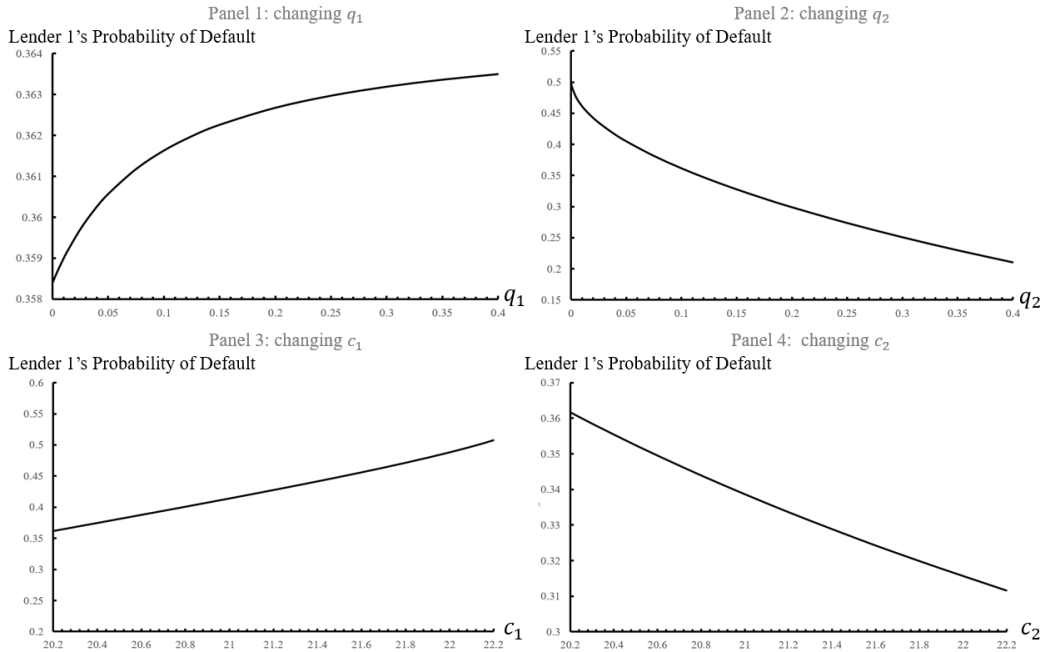 Panel 1: changing q₁
Lender 1's Probability of Default
0.364
0.363
0.362
0.361
0.36
0.359
0.358
0 0.05 0.1 0.15 0.2 0.25 0.3 0.35 0.4
q₁
Panel 2: changing q₂
Lender 1's Probability of Default
0.55
0.5
0.45
0.4
0.35
0.3
0.25
0.2
0.15
0 0.1 0.2 0.3 0.4
q₂
Panel 3: changing c₁
Lender 1's Probability of Default
0.6
0.55
0.5
0.45
0.4
0.35
0.3
0.25
0.2
20.2 20.4 20.6 20.8 21 21.2 21.4 21.6 21.8 22 22.2
c₁
Panel 4: changing c₂
Lender 1's Probability of Default
0.37
0.36
0.35
0.34
0.33
0.32
0.31
0.3
20.2 20.4 20.6 20.8 21 21.2 21.4 21.6 21.8 22 22.2
c₂